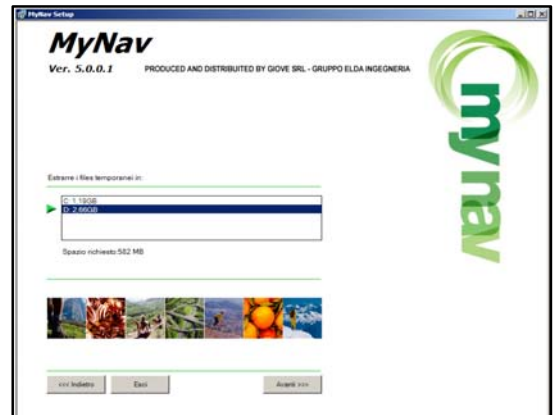 MyNav Setup
MyNav
Ver. 5.0.0.1
PRODUCED AND DISTRIBUITED BY GIOVE SRL - GRUPPO ELDA INGEGNERIA
mynav
Estrarre i files temporanei in:
C: 1,19GB
D: 2,66GB
Spazio richiesto:582 MB
<<< Indietro
Esci
Avanti >>>